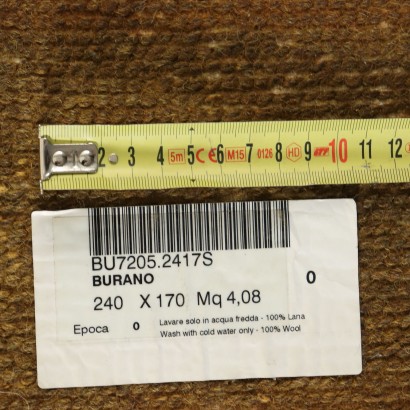 2 3 4 5m 5 CE 6 M15 7 0126 8 HD 9 10 11 12
BU7205.2417S
BURANO
240 X 170 Mq 4,08
0
Epoca 0
Lavare solo in acqua fredda - 100% Lana
Wash with cold water only - 100% Wool